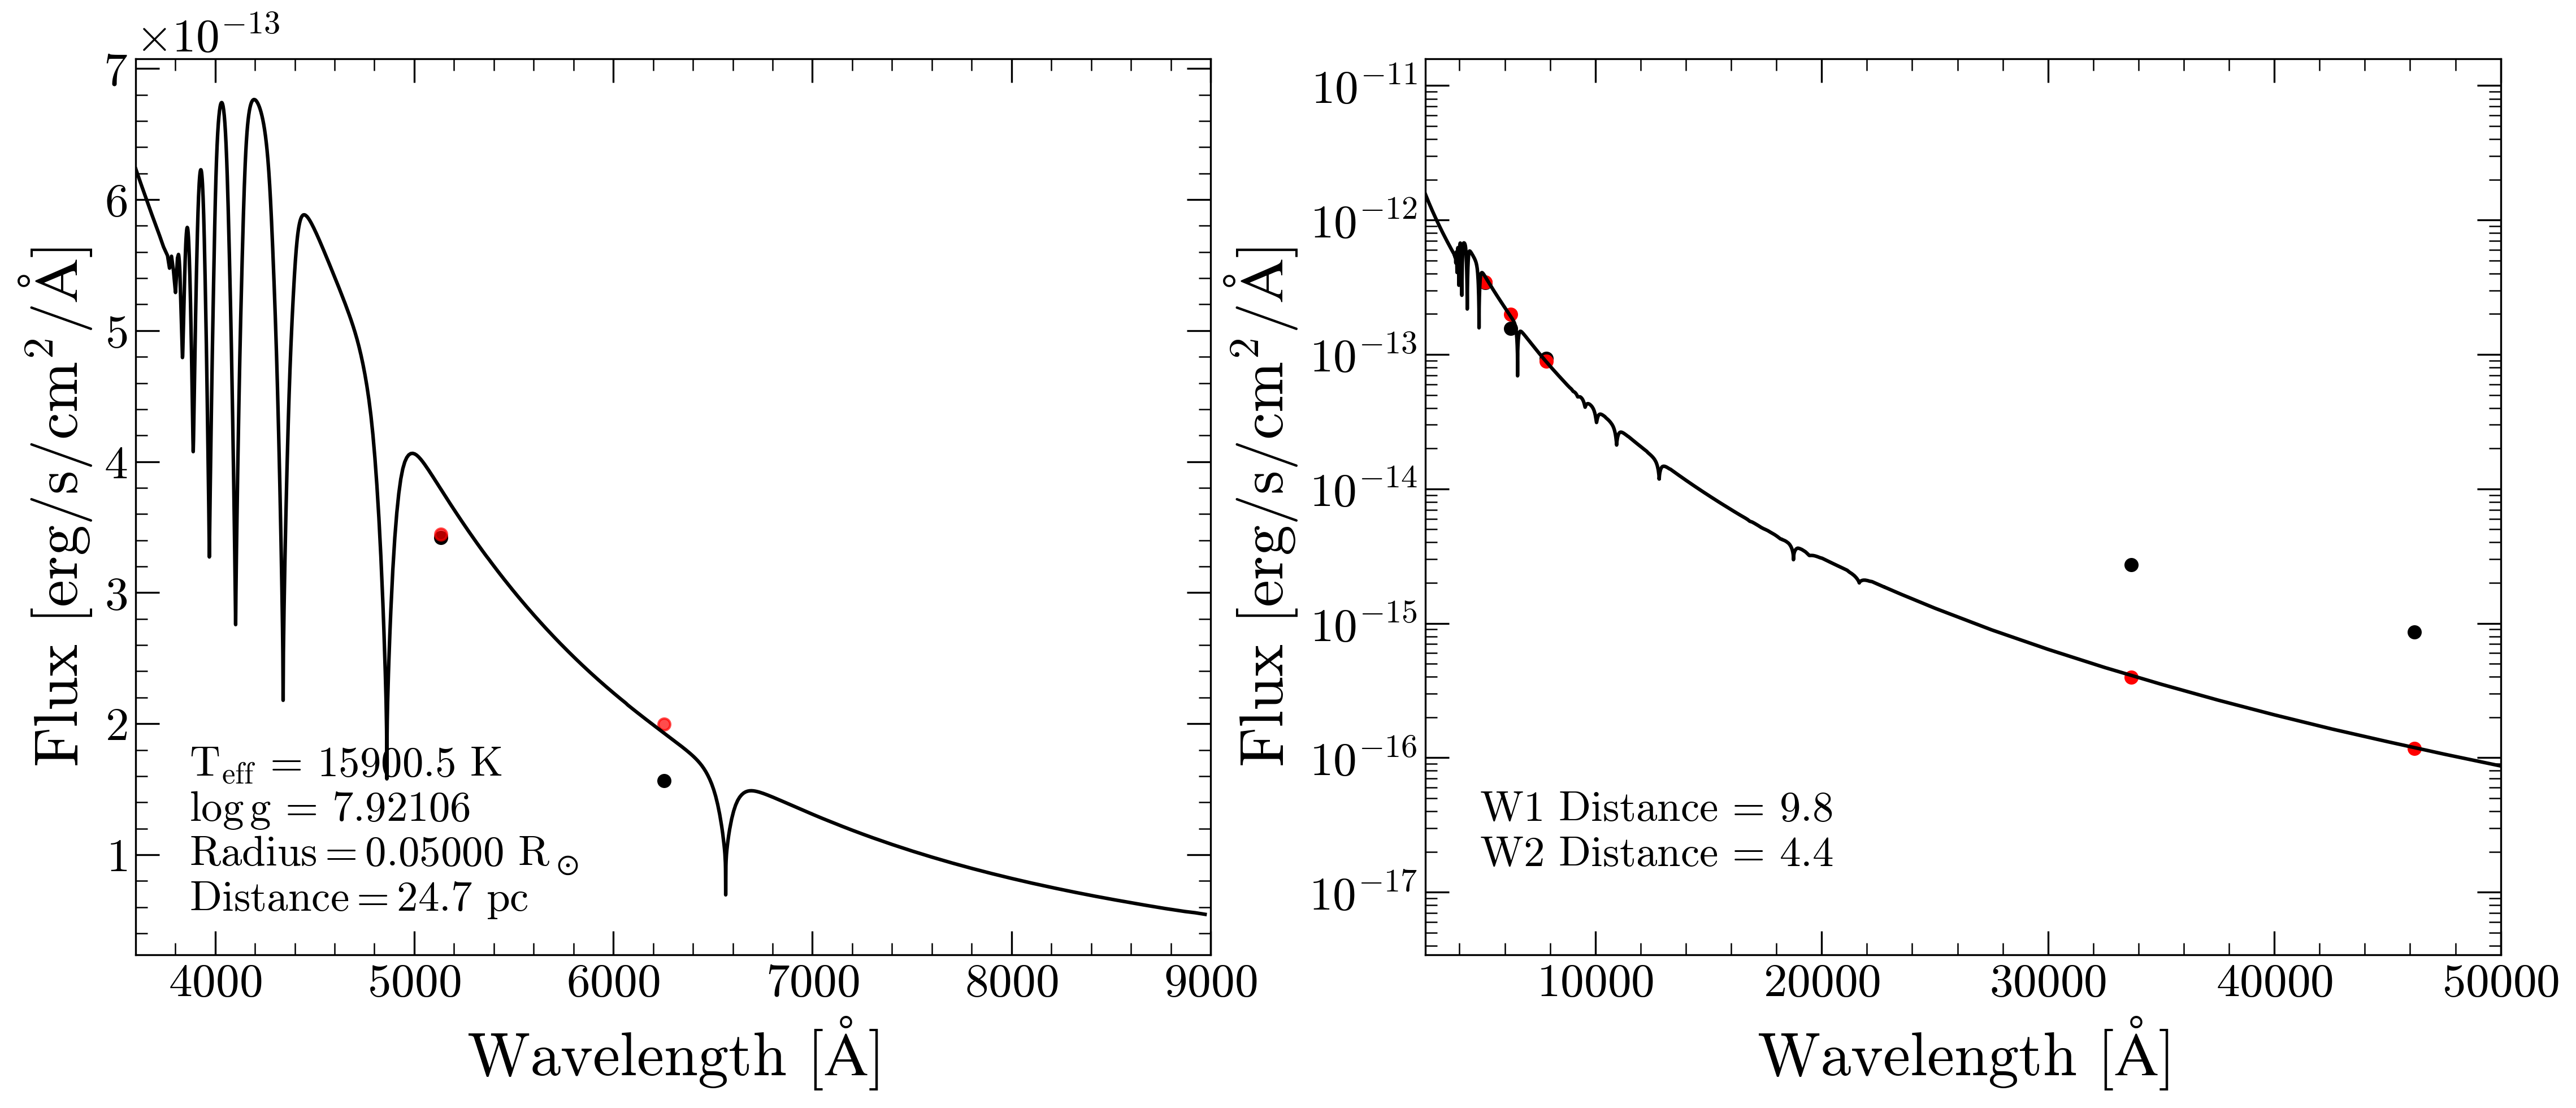 ×10⁻¹³
7
6
5
4
3
2
1
Flux [erg/s/cm²/Å]
T_eff = 15900.5 K
log g = 7.92106
Radius = 0.05000 R_⊙
Distance = 24.7 pc
4000 5000 6000 7000 8000 9000
Wavelength [Å]
10⁻¹¹
10⁻¹²
10⁻¹³
10⁻¹⁴
10⁻¹⁵
10⁻¹⁶
10⁻¹⁷
Flux [erg/s/cm²/Å]
W1 Distance = 9.8
W2 Distance = 4.4
10000 20000 30000 40000 50000
Wavelength [Å]